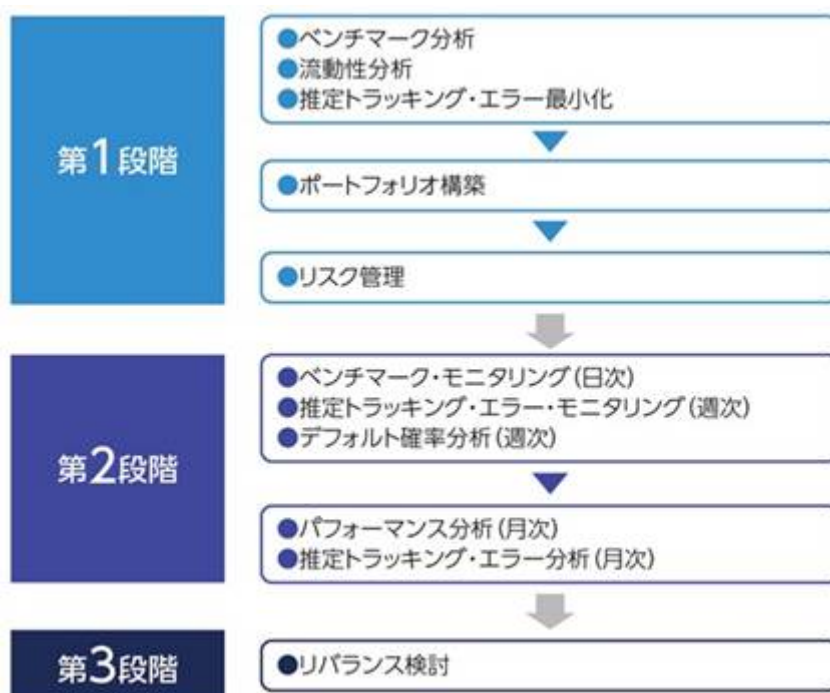 第1段階
●ベンチマーク分析
●流動性分析
●推定トラッキング・エラー最小化
●ポートフォリオ構築
●リスク管理
第2段階
●ベンチマーク・モニタリング(日次)
●推定トラッキング・エラー・モニタリング(週次)
●デフォルト確率分析(週次)
●パフォーマンス分析(月次)
●推定トラッキング・エラー分析(月次)
第3段階
●リバランス検討